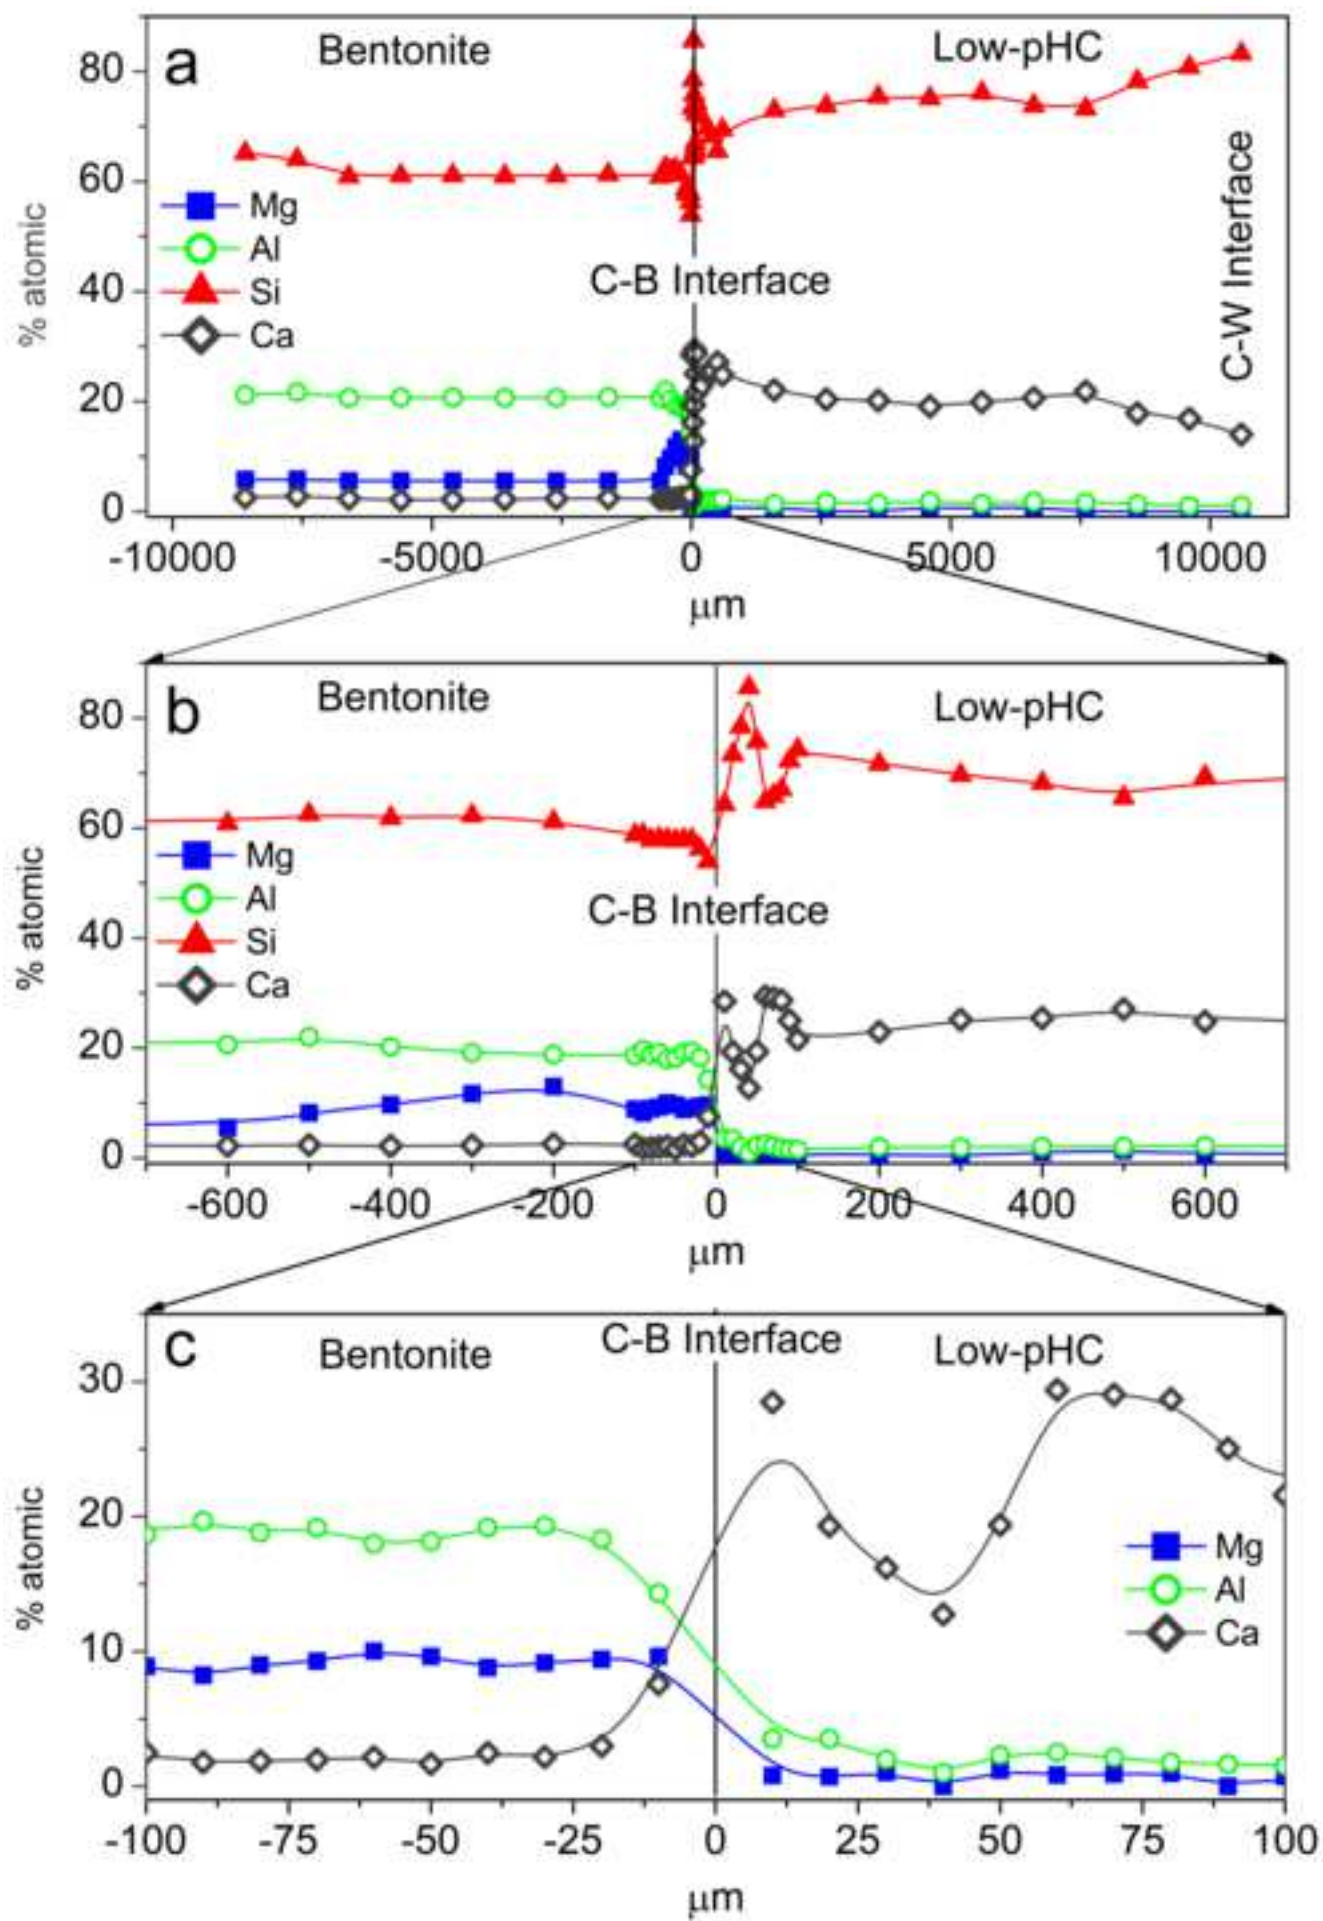 a
Bentonite
Low-pHC
80
60
40
20
0
% atomic
Mg
Al
Si
Ca
C-B Interface
C-W Interface
-10000
-5000
0
5000
10000
μm
b
Bentonite
Low-pHC
80
60
40
20
0
% atomic
Mg
Al
Si
Ca
C-B Interface
-600
-400
-200
0
200
400
600
μm
c
Bentonite
C-B Interface
Low-pHC
30
20
10
0
% atomic
Mg
Al
Ca
-100
-75
-50
-25
0
25
50
75
100
μm